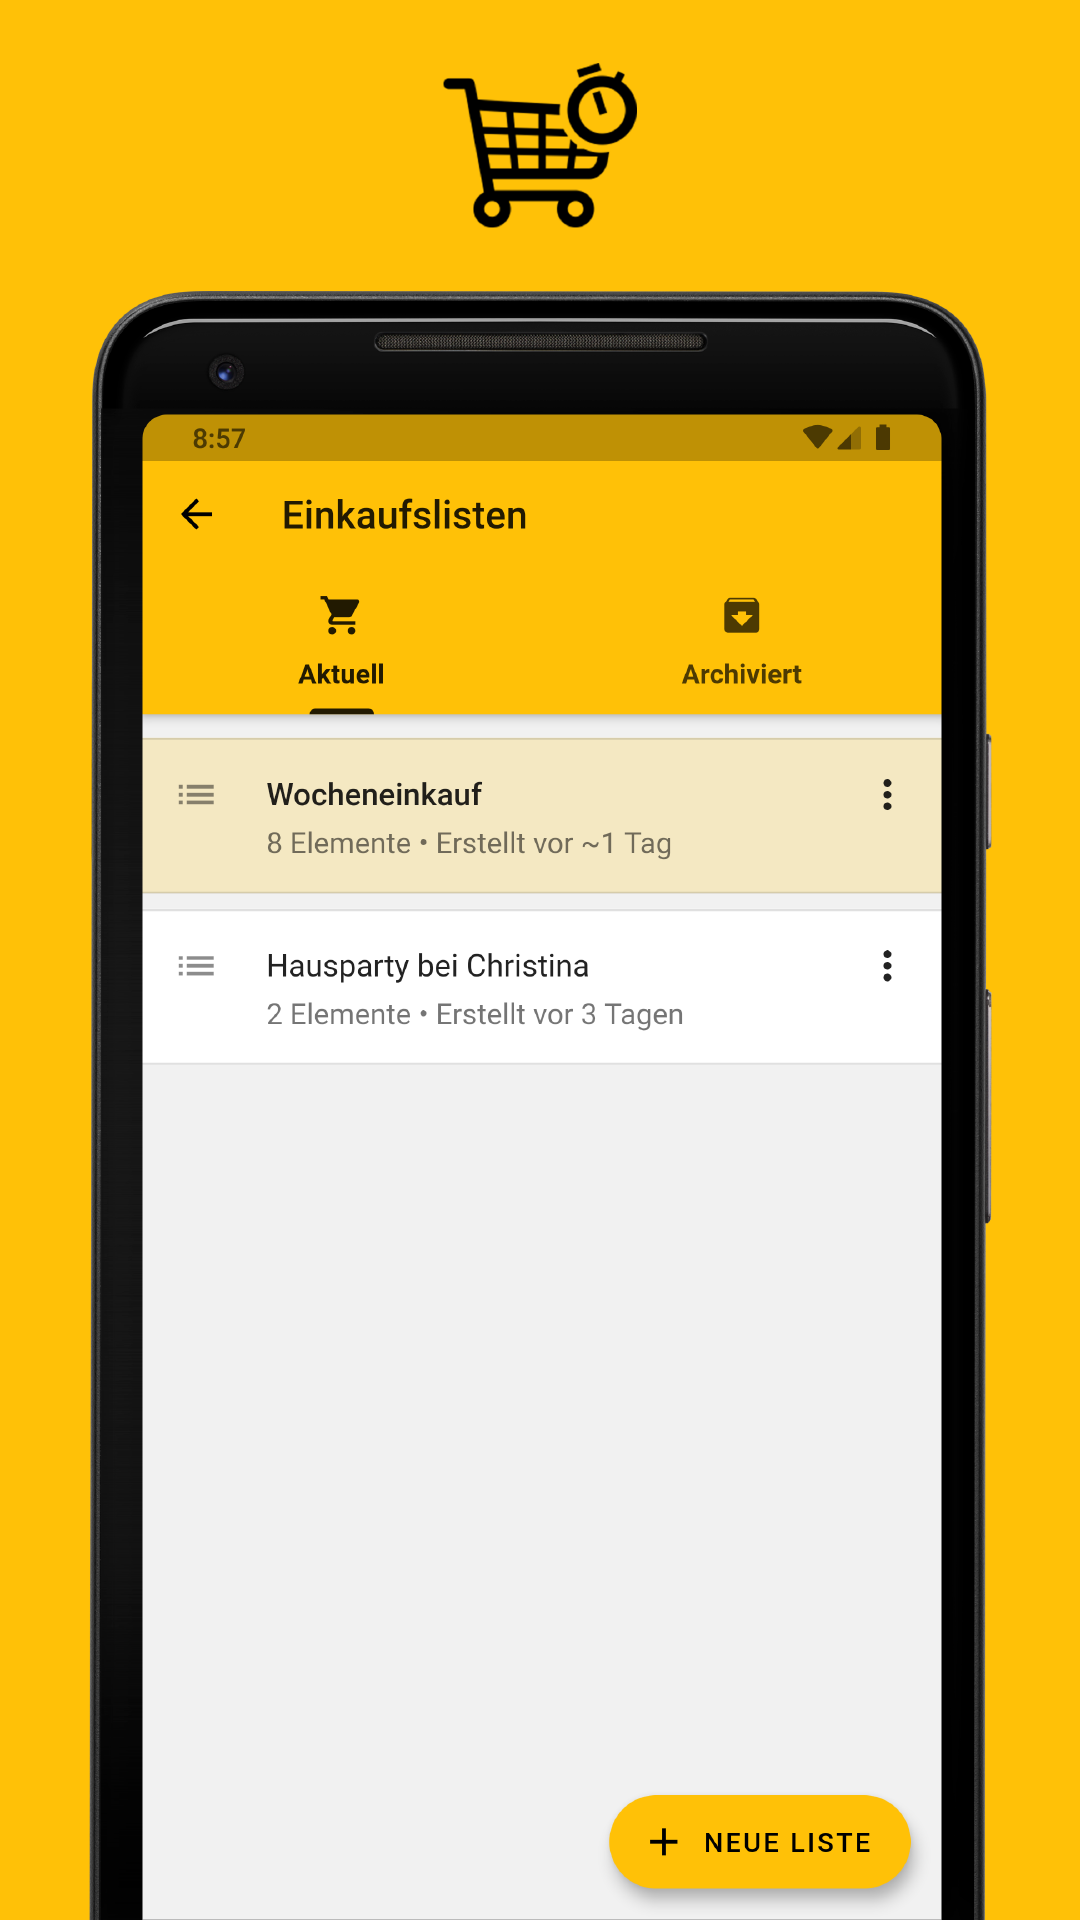 8:57
Einkaufslisten
Aktuell
Archiviert
Wocheneinkauf
8 Elemente • Erstellt vor ~1 Tag
Hausparty bei Christina
2 Elemente • Erstellt vor 3 Tagen
NEUE LISTE